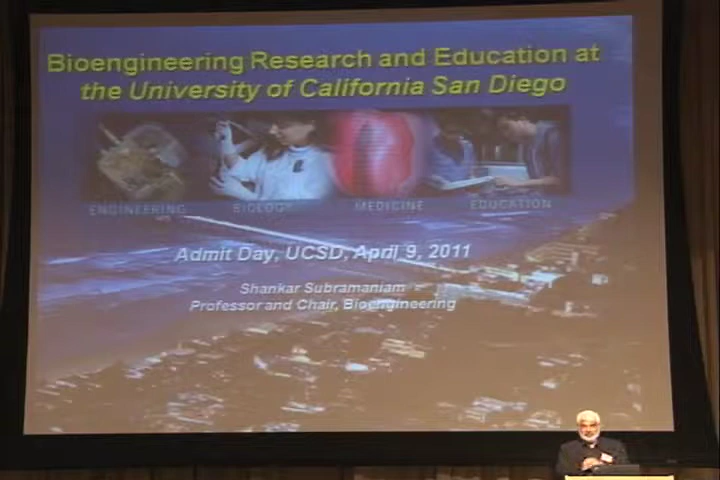 Bioengineering Research and Education at
the University of California San Diego
ENGINEERING BIOLOGY MEDICINE EDUCATION
Admit Day, UCSD, April 9, 2011
Shankar Subramaniam
Professor and Chair, Bioengineering